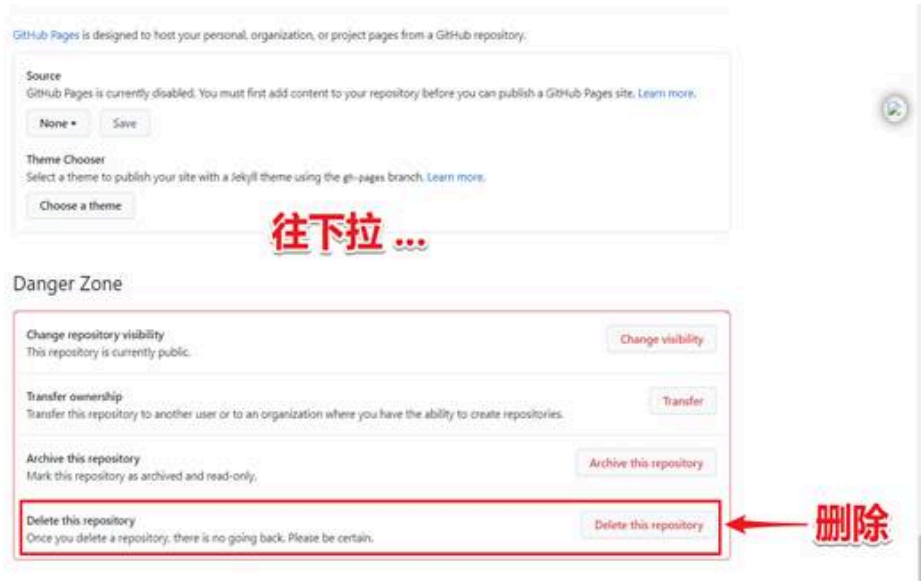 GitHub Pages is designed to host your personal, organization, or project pages from a GitHub repository.
Source
GitHub Pages is currently disabled. You must first add content to your repository before you can publish a GitHub Pages site. Learn more.
None Save
Theme Chooser
Select a theme to publish your site with a Jekyll theme using the gh-pages branch. Learn more.
Choose a theme
往下拉 ...
Danger Zone
Change repository visibility
This repository is currently public.
Change visibility
Transfer ownership
Transfer this repository to another user or to an organization where you have the ability to create repositories.
Transfer
Archive this repository
Mark this repository as archived and read-only.
Archive this repository
Delete this repository
Once you delete a repository, there is no going back. Please be certain.
Delete this repository
删除